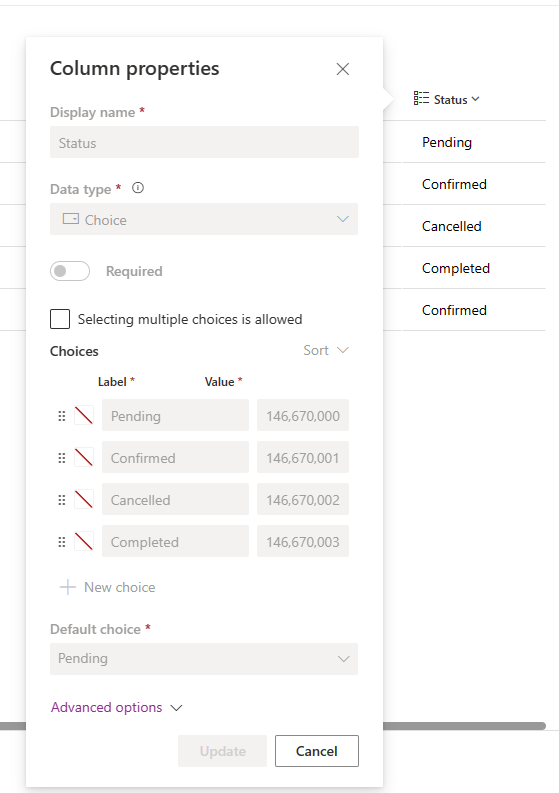 Column properties
Display name *
Status
Status
Pending
Confirmed
Cancelled
Completed
Confirmed
Data type *
Choice
Required
Selecting multiple choices is allowed
Choices Sort
Label * Value *
Pending 146,670,000
Confirmed 146,670,001
Cancelled 146,670,002
Completed 146,670,003
New choice
Default choice *
Pending
Advanced options
Update Cancel